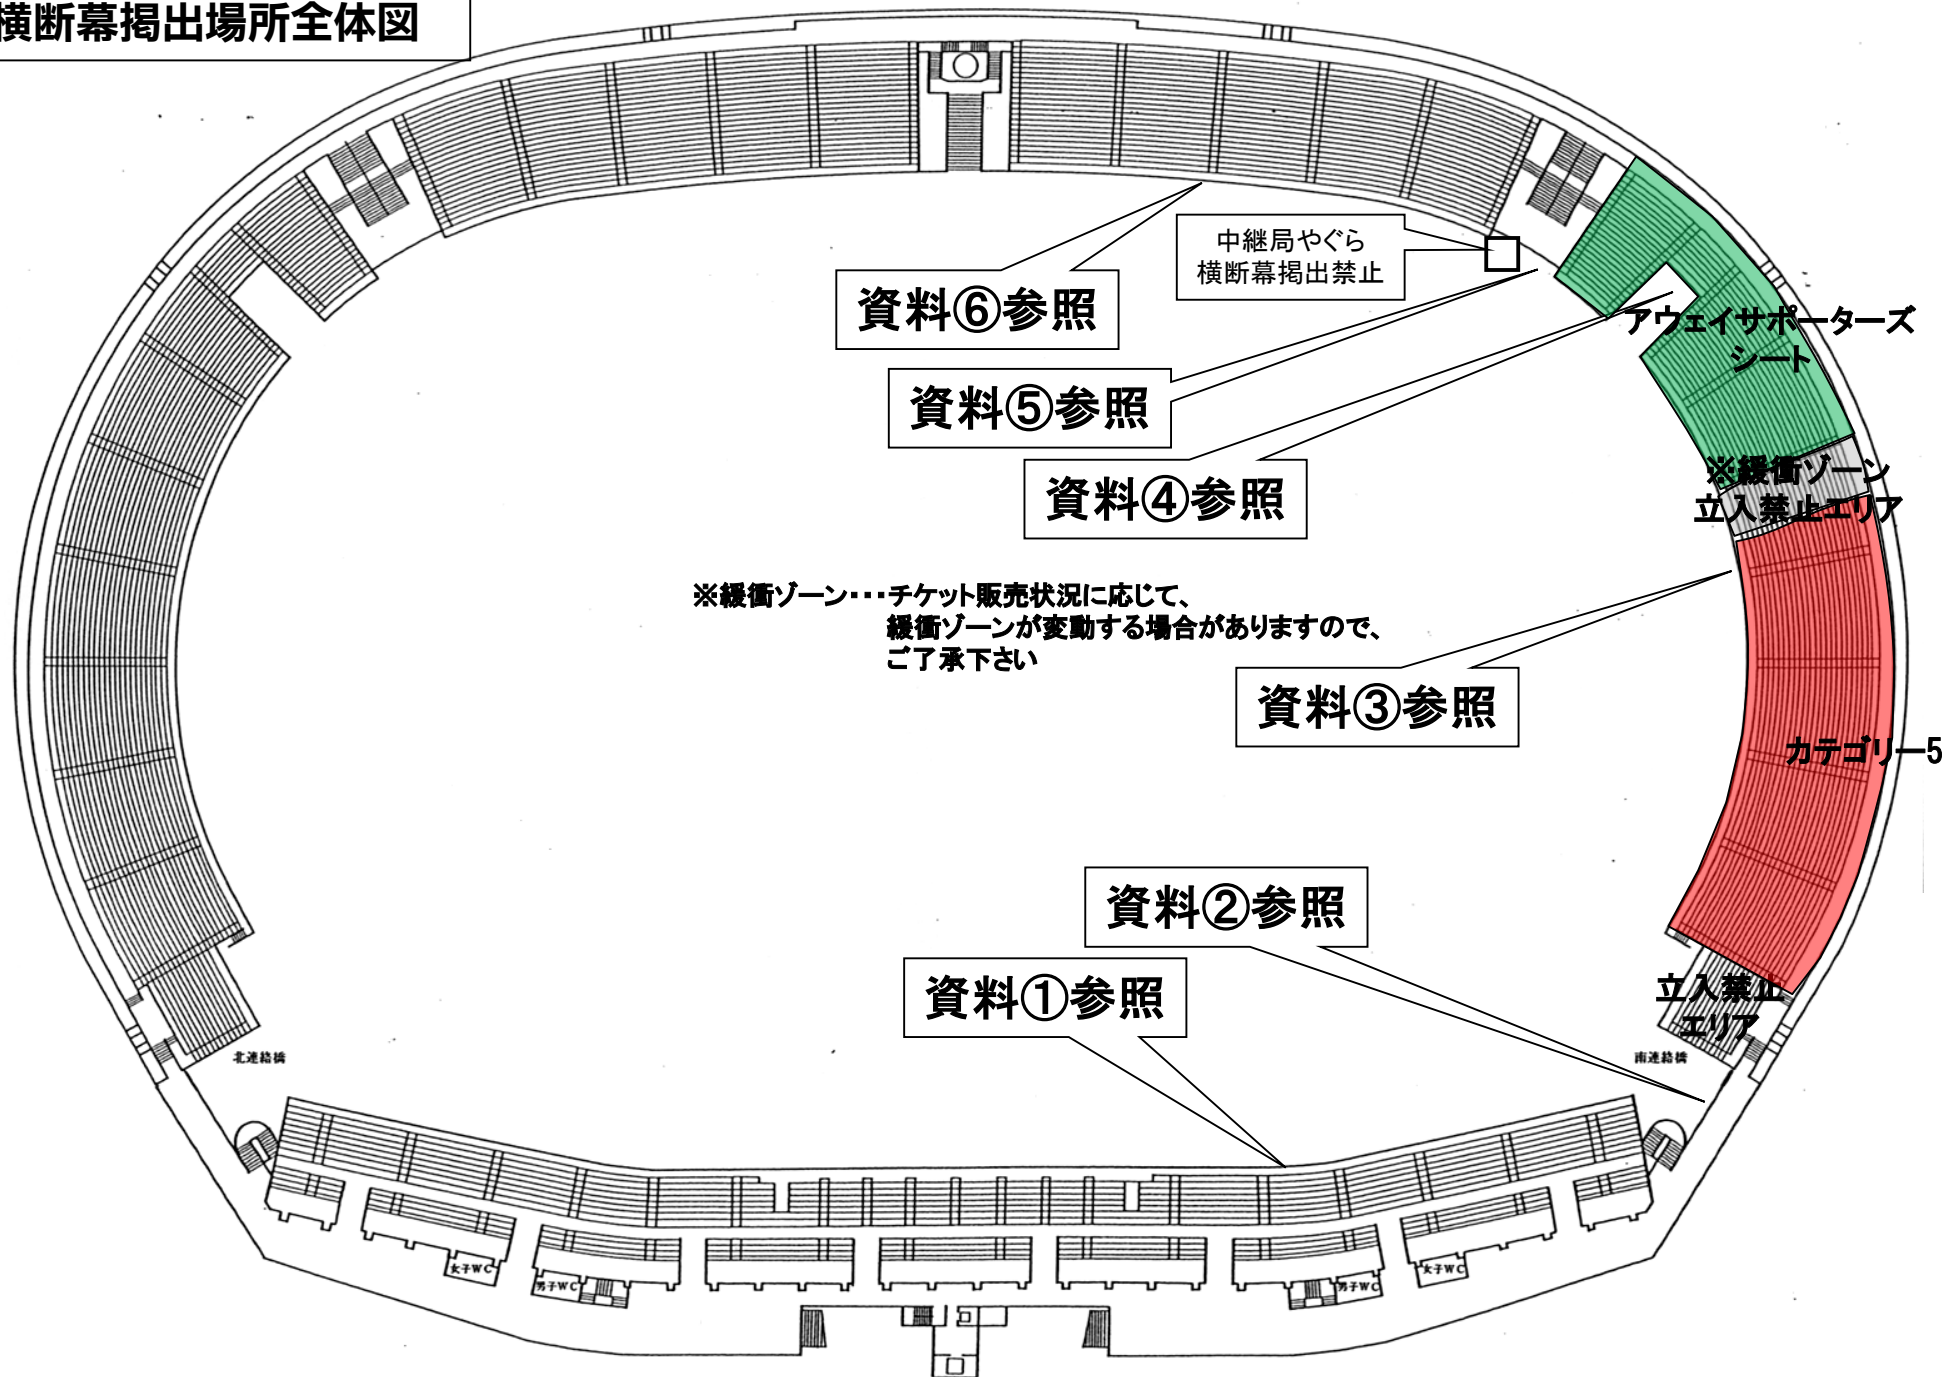 横断幕掲出場所全体図
中継局やぐら
横断幕掲出禁止
資料⑥参照
アウェイサポーターズ
シート
資料⑤参照
資料④参照
※緩衝ゾーン
立入禁止エリア
※緩衝ゾーン・・・チケット販売状況に応じて、
緩衝ゾーンが変動する場合がありますので、
ご了承下さい
資料③参照
カテゴリー5
資料②参照
資料①参照
立入禁止
エリア
北連絡橋
南連絡橋
女子WC
男子WC
男子WC
女子WC